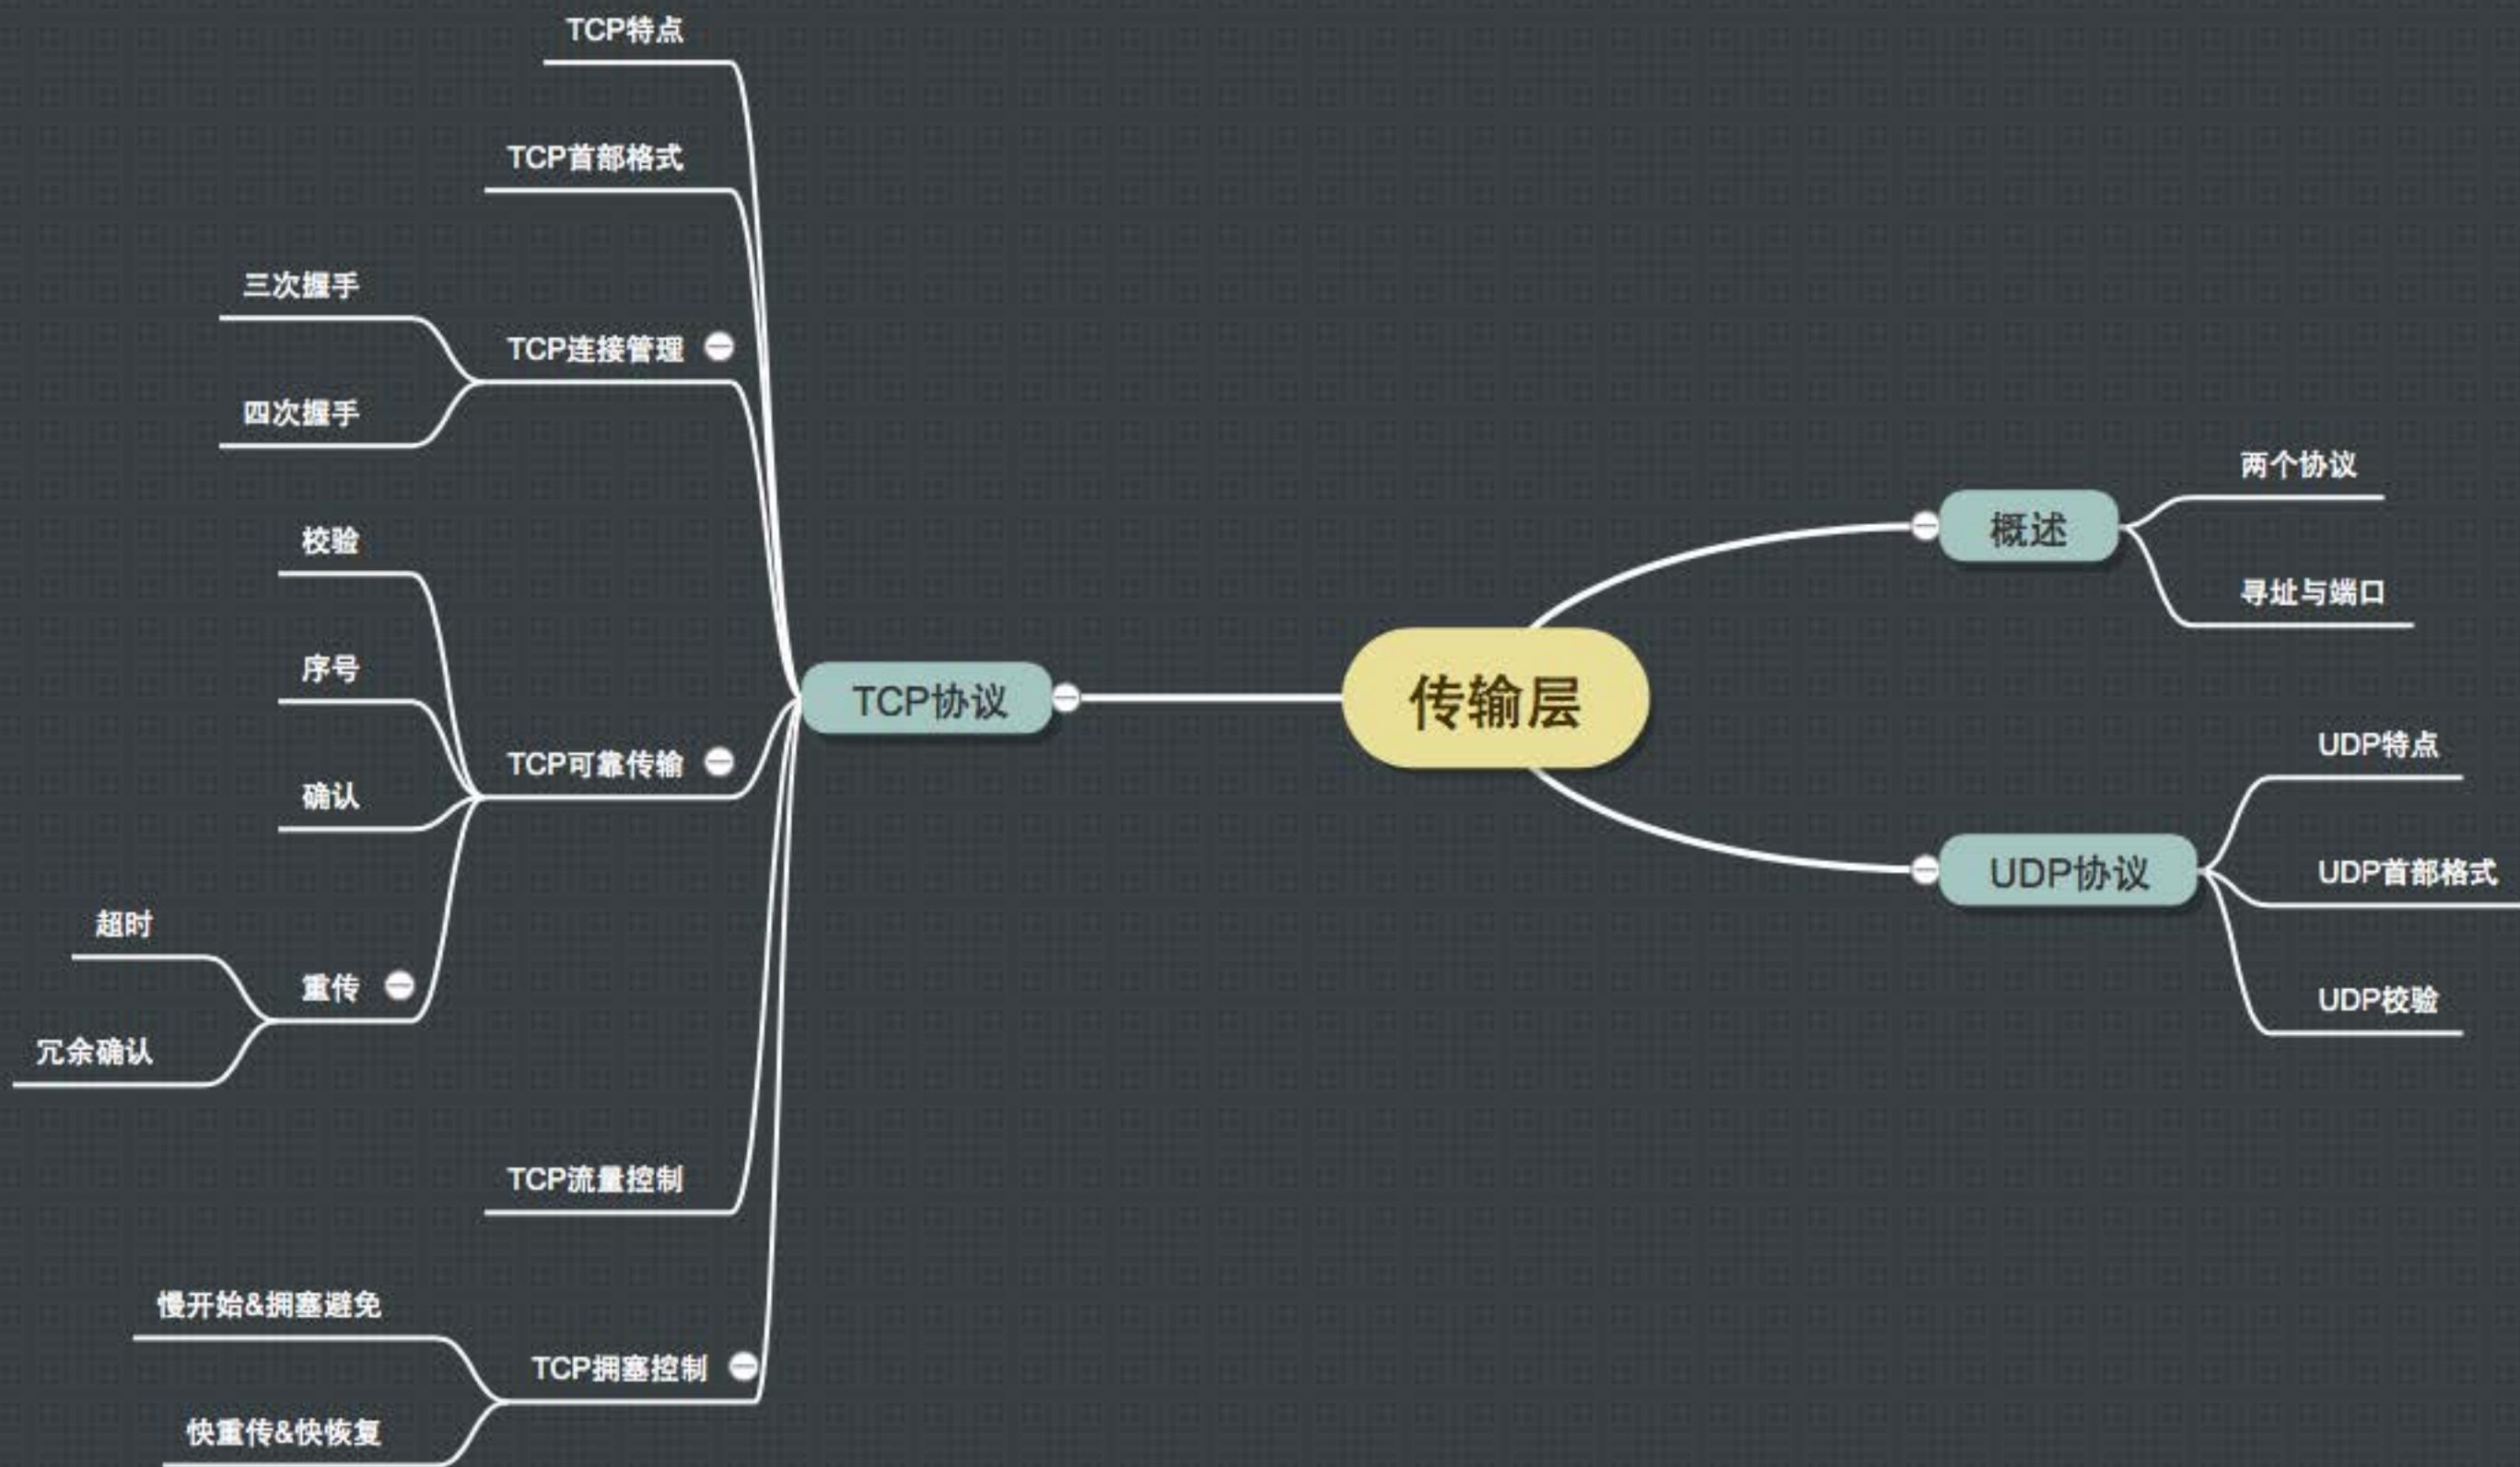 传输层
概述
两个协议
寻址与端口
UDP协议
UDP特点
UDP首部格式
UDP校验
TCP协议
TCP特点
TCP首部格式
TCP连接管理
三次握手
四次握手
TCP可靠传输
校验
序号
确认
重传
超时
冗余确认
TCP流量控制
TCP拥塞控制
慢开始&拥塞避免
快重传&快恢复